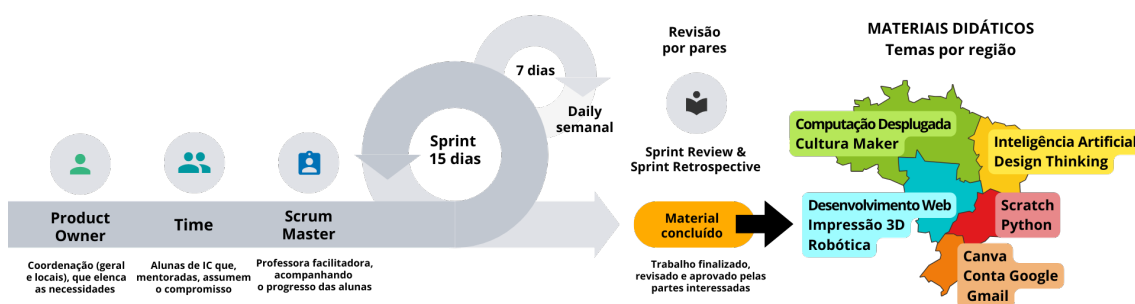 Product
Owner
Coordenação (geral
e locais), que elenca
as necessidades
Time
Alunas de IC que,
mentoradas, assumem
o compromisso
Scrum
Master
Professora facilitadora,
acompanhando
o progresso das alunas
Sprint
15 dias
7 dias
Daily
semanal
Revisão
por pares
Sprint Review &
Sprint Retrospective
Material
concluído
Trabalho finalizado,
revisado e aprovado pelas
partes interessadas
MATERIAIS DIDÁTICOS
Temas por região
Computação Desplugada
Cultura Maker
Inteligência Artificial
Design Thinking
Desenvolvimento Web
Impressão 3D
Robótica
Scratch
Python
Canva
Conta Google
Gmail